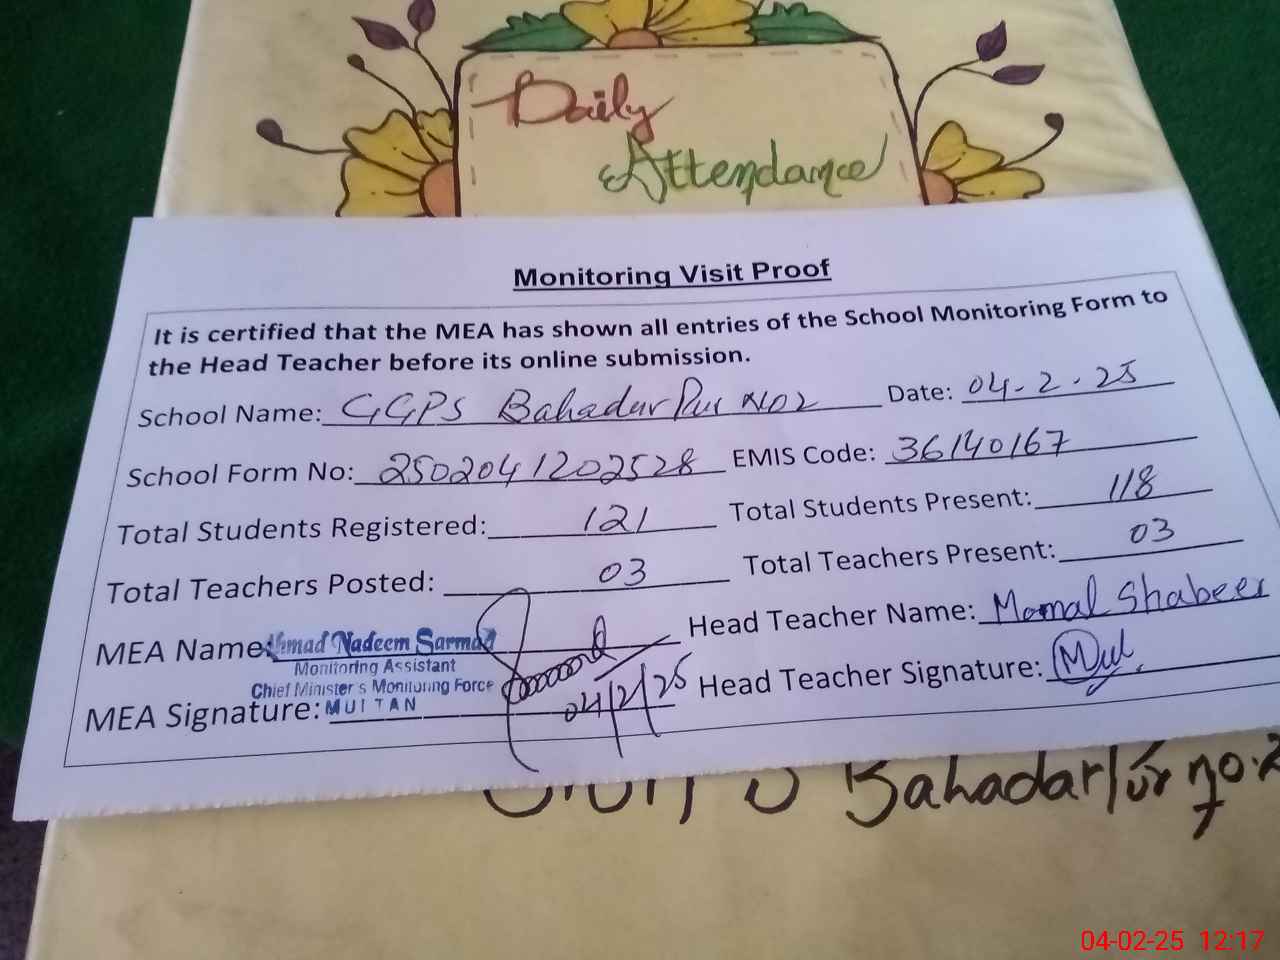 Daily
Attendance
Monitoring Visit Proof
It is certified that the MEA has shown all entries of the School Monitoring Form to
the Head Teacher before its online submission.
School Name: GGPS Bahadur Pur No2 Date: 04-2-25
School Form No: 2502041202528 EMIS Code: 36140167
Total Students Registered: 121 Total Students Present: 118
Total Teachers Posted: 03 Total Teachers Present: 03
MEA Name: Ahmad Nadeem Sarmad Head Teacher Name: Momal Shabeer
Monitoring Assistant
Chief Minister's Monitoring Force
MEA Signature: MULTAN 04/2/25 Head Teacher Signature:
Bahadar Pur no.2
04-02-25 12:17